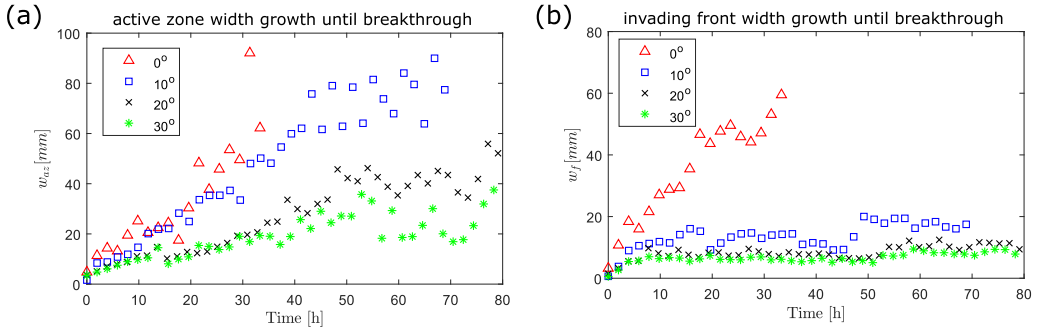 (a)
active zone width growth until breakthrough
100
80
60
40
20
0
w_az [mm]
0°
10°
20°
30°
0 10 20 30 40 50 60 70 80
Time [h]
(b)
invading front width growth until breakthrough
80
60
40
20
0
w_f [mm]
0°
10°
20°
30°
0 10 20 30 40 50 60 70 80
Time [h]